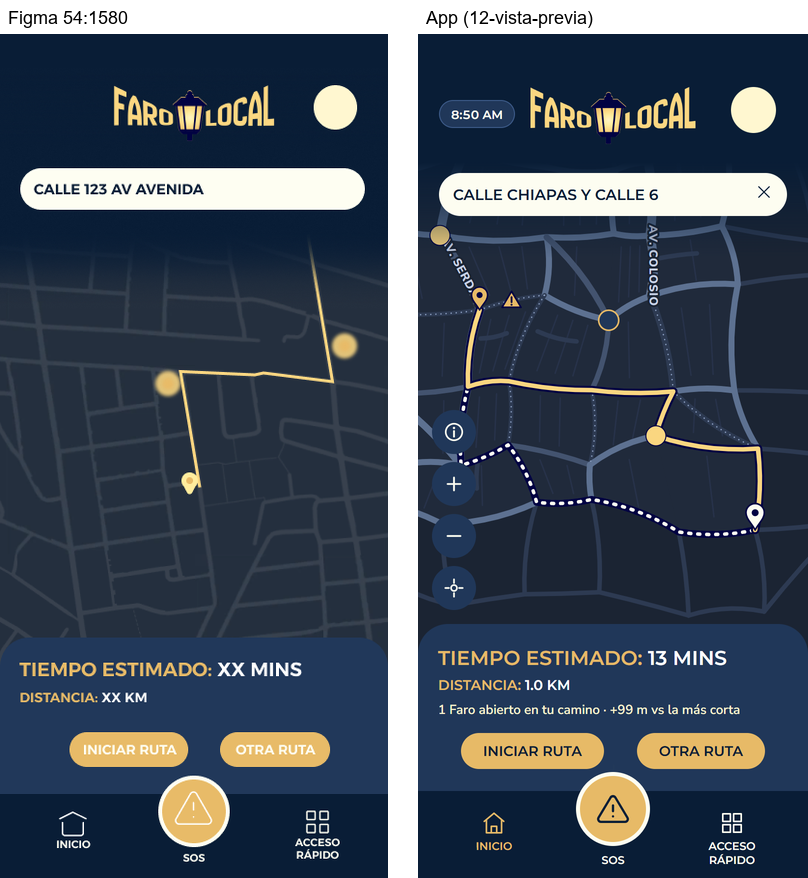 Figma 54:1580
FARO LOCAL
CALLE 123 AV AVENIDA
TIEMPO ESTIMADO: XX MINS
DISTANCIA: XX KM
INICIAR RUTA
OTRA RUTA
INICIO
SOS
ACCESO
RÁPIDO
App (12-vista-previa)
8:50 AM
FARO LOCAL
CALLE CHIAPAS Y CALLE 6
V. SERD.
AV. COLOSIO
TIEMPO ESTIMADO: 13 MINS
DISTANCIA: 1.0 KM
1 Faro abierto en tu camino · +99 m vs la más corta
INICIAR RUTA
OTRA RUTA
INICIO
SOS
ACCESO
RÁPIDO